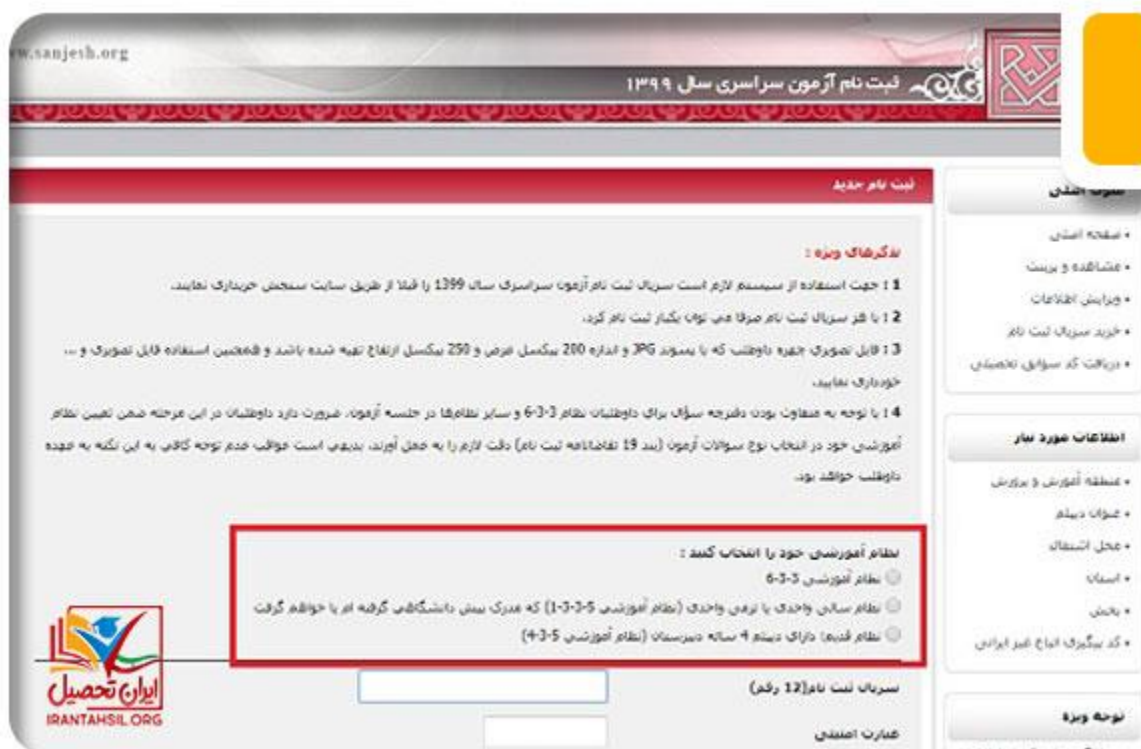 www.sanjesh.org
ثبت نام آزمون سراسری سال ۱۳۹۹
ثبت نام جدید
تذکرهای ویژه :
1 : جهت استفاده از سیستم لازم است سریال ثبت نام آزمون سراسری سال 1399 را قبلا از طریق سایت سنجش خریداری نمایند.
2 : با هر سریال ثبت نام صرفا می توان یکبار ثبت نام کرد.
3 : فایل تصویری چهره داوطلب که با پسوند JPG و اندازه 200 پیکسل عرض و 250 پیکسل ارتفاع تهیه شده باشد و همچنین استفاده فایل تصویری و ...
خودداری نمایید.
4 : با توجه به متفاوت بودن دفترچه سؤال برای داوطلبان نظام 3-3-6 و سایر نظام‌ها در جلسه آزمون، ضرورت دارد داوطلبان در این مرحله ضمن تعیین نظام
آموزشی خود در انتخاب نوع سوالات آزمون (بند 19 تقاضانامه ثبت نام) دقت لازم را به عمل آورند، بدیهی است عواقب عدم توجه کافی به این نکته به عهده
داوطلب خواهد بود.
نظام آموزشی خود را انتخاب کنید :
نظام آموزشی 3-3-6
نظام سالی واحدی یا ترمی واحدی (نظام آموزشی 5-3-3-1) که مدرک پیش دانشگاهی گرفته ام یا خواهم گرفت
نظام قدیم: دارای دیپلم 4 ساله دبیرستان (نظام آموزشی 5-3-4)
سریال ثبت نام(12 رقم)
عبارت امنیتی
منوی اصلی
صفحه اصلی
مشاهده و پرینت
ویرایش اطلاعات
خرید سریال ثبت نام
دریافت کد سوابق تحصیلی
اطلاعات مورد نیاز
منطقه آموزش و پرورش
عنوان دیپلم
محل اشتغال
استان
بخش
کد پیگیری اتباع غیر ایرانی
توجه ویژه
ایران تحصیل
IRANTAHSIL.ORG